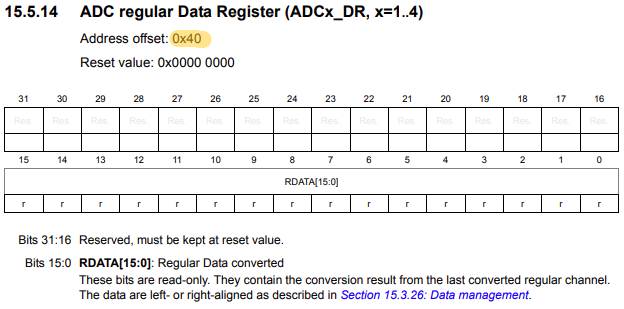 15.5.14 ADC regular Data Register (ADCx_DR, x=1..4)
Address offset: 0x40
Reset value: 0x0000 0000
31 30 29 28 27 26 25 24 23 22 21 20 19 18 17 16
Res. Res. Res. Res. Res. Res. Res. Res. Res. Res. Res. Res. Res. Res. Res. Res.
15 14 13 12 11 10 9 8 7 6 5 4 3 2 1 0
RDATA[15:0]
r r r r r r r r r r r r r r r r
Bits 31:16 Reserved, must be kept at reset value.
Bits 15:0 RDATA[15:0]: Regular Data converted
These bits are read-only. They contain the conversion result from the last converted regular channel.
The data are left- or right-aligned as described in Section 15.3.26: Data management.